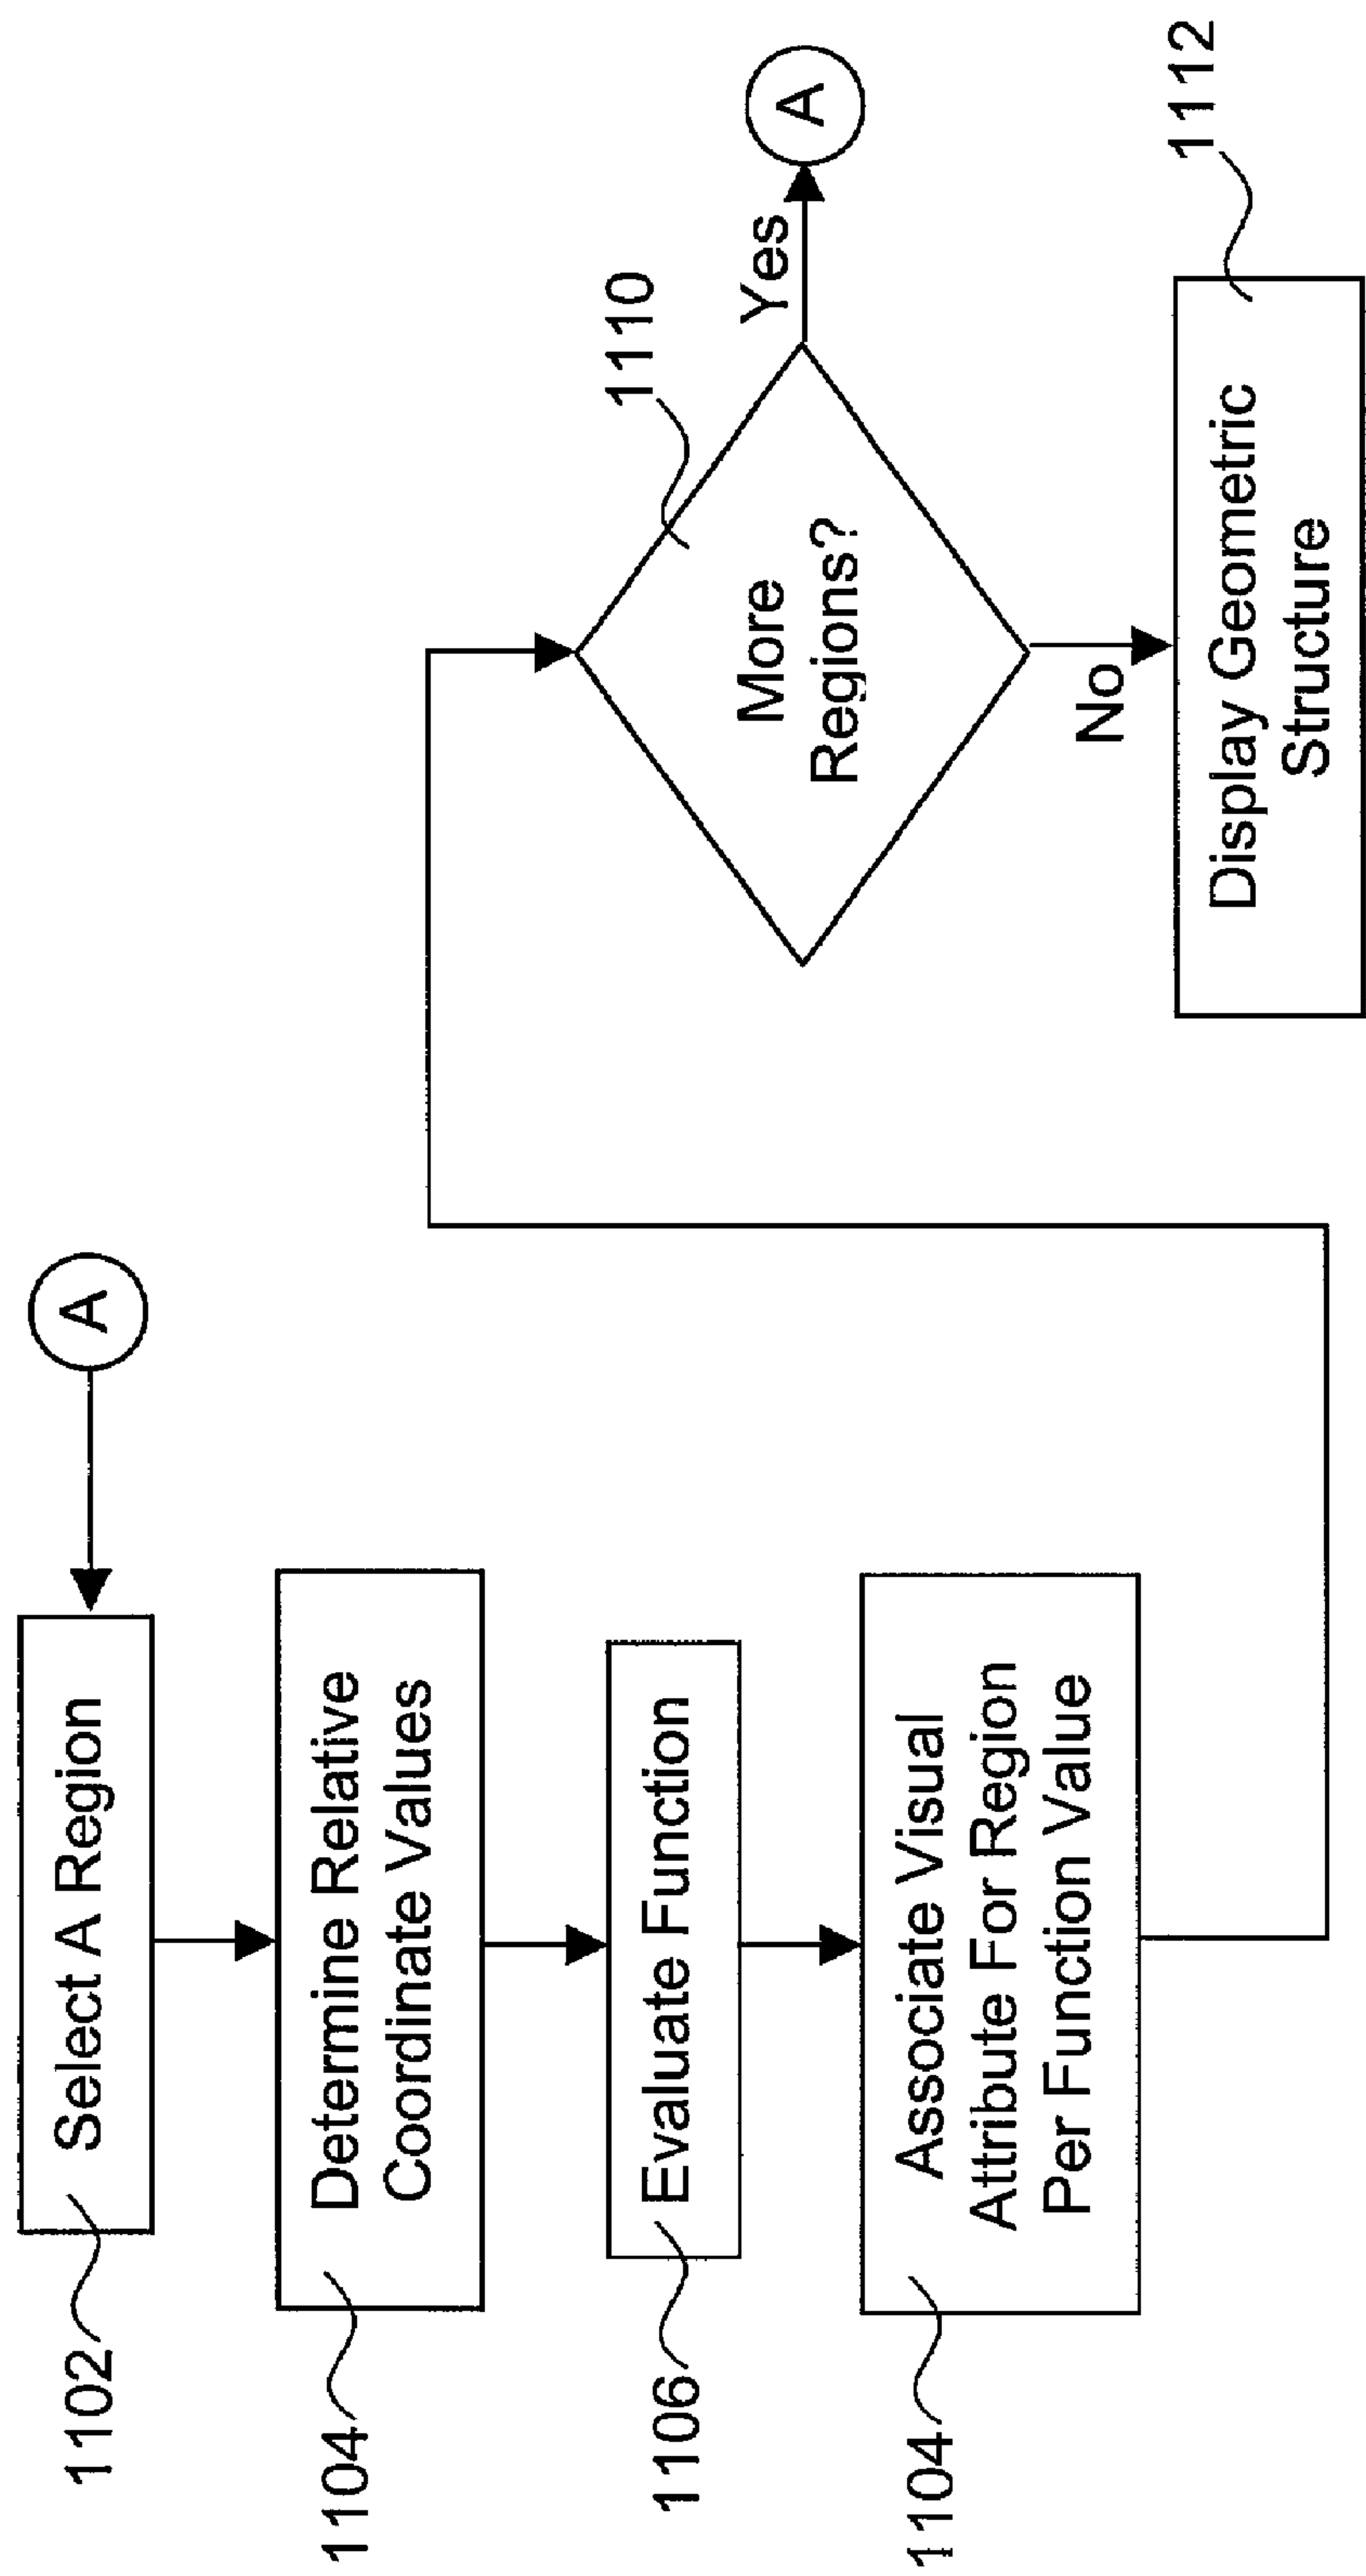 A
1102
Select A Region
1104
Determine Relative
Coordinate Values
1106
Evaluate Function
1104
Associate Visual
Attribute For Region
Per Function Value
1110
More
Regions?
Yes
A
No
Display Geometric
Structure
1112